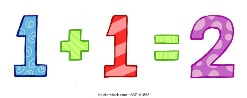 1 + 1 = 2